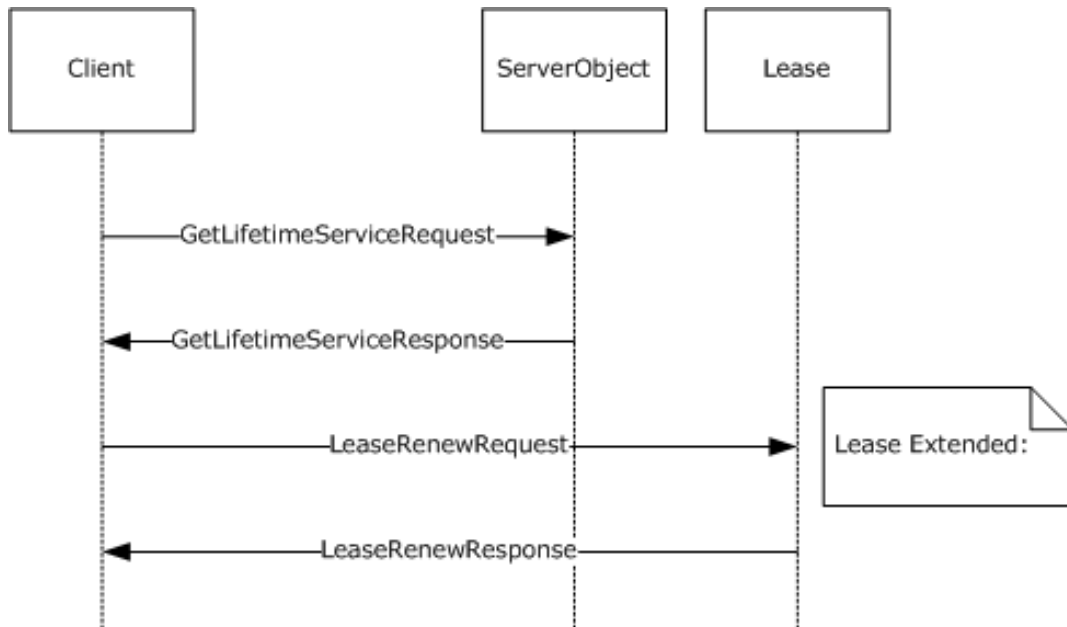 Client
ServerObject
Lease
GetLifetimeServiceRequest
GetLifetimeServiceResponse
LeaseRenewRequest
Lease Extended:
LeaseRenewResponse